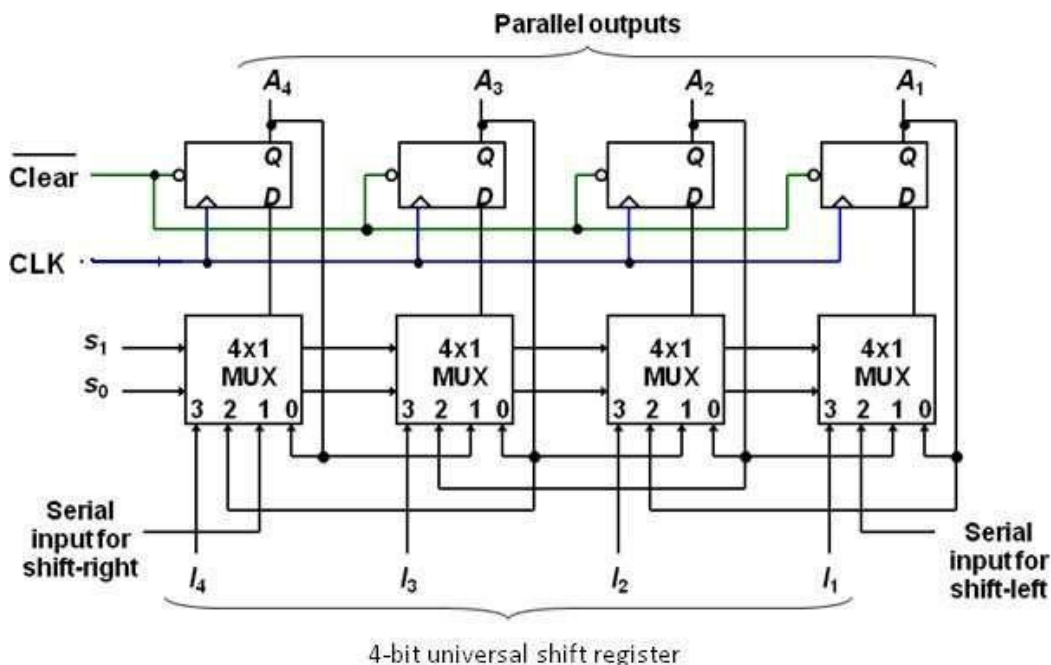 Parallel outputs
A4 A3 A2 A1
Q Q Q Q
Clear
D D D D
CLK
s1 4x1 4x1 4x1 4x1
MUX MUX MUX MUX
s0
3 2 1 0 3 2 1 0 3 2 1 0 3 2 1 0
Serial
input for
shift-right
I4 I3 I2 I1
Serial
input for
shift-left
4-bit universal shift register